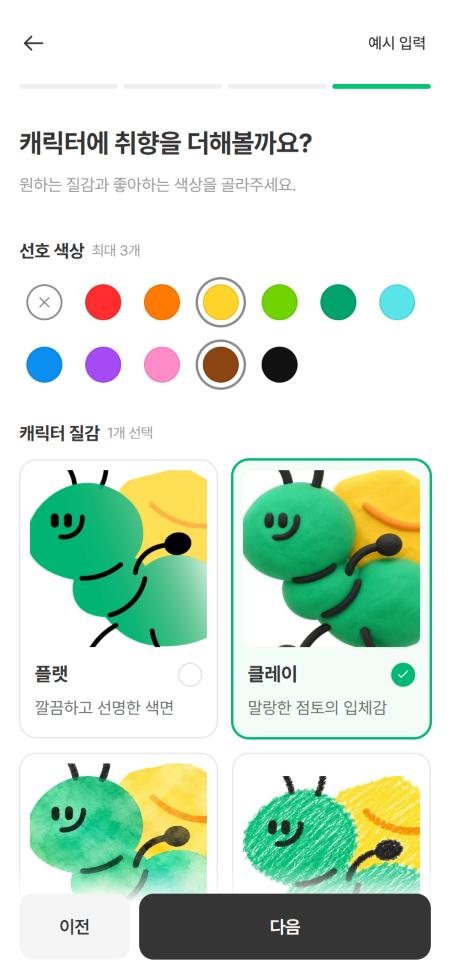 예시 입력
캐릭터에 취향을 더해볼까요?
원하는 질감과 좋아하는 색상을 골라주세요.
선호 색상 최대 3개
캐릭터 질감 1개 선택
플랫
깔끔하고 선명한 색면
클레이
말랑한 점토의 입체감
이전
다음